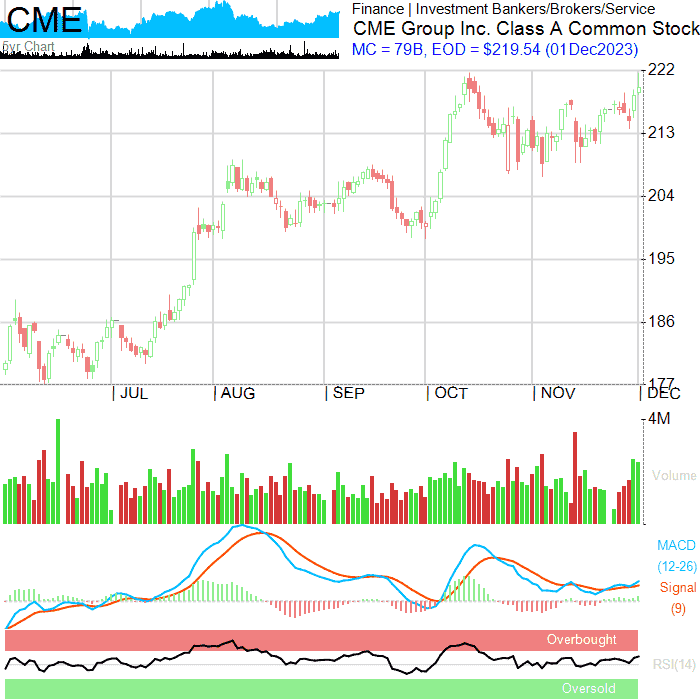 CME
5yr Chart
Finance | Investment Bankers/Brokers/Service
CME Group Inc. Class A Common Stock
MC = 79B, EOD = $219.54 (01Dec2023)
222
213
204
195
186
177
JUL AUG SEP OCT NOV DEC
4M
Volume
MACD
(12-26)
Signal
(9)
Overbought
RSI(14)
Oversold